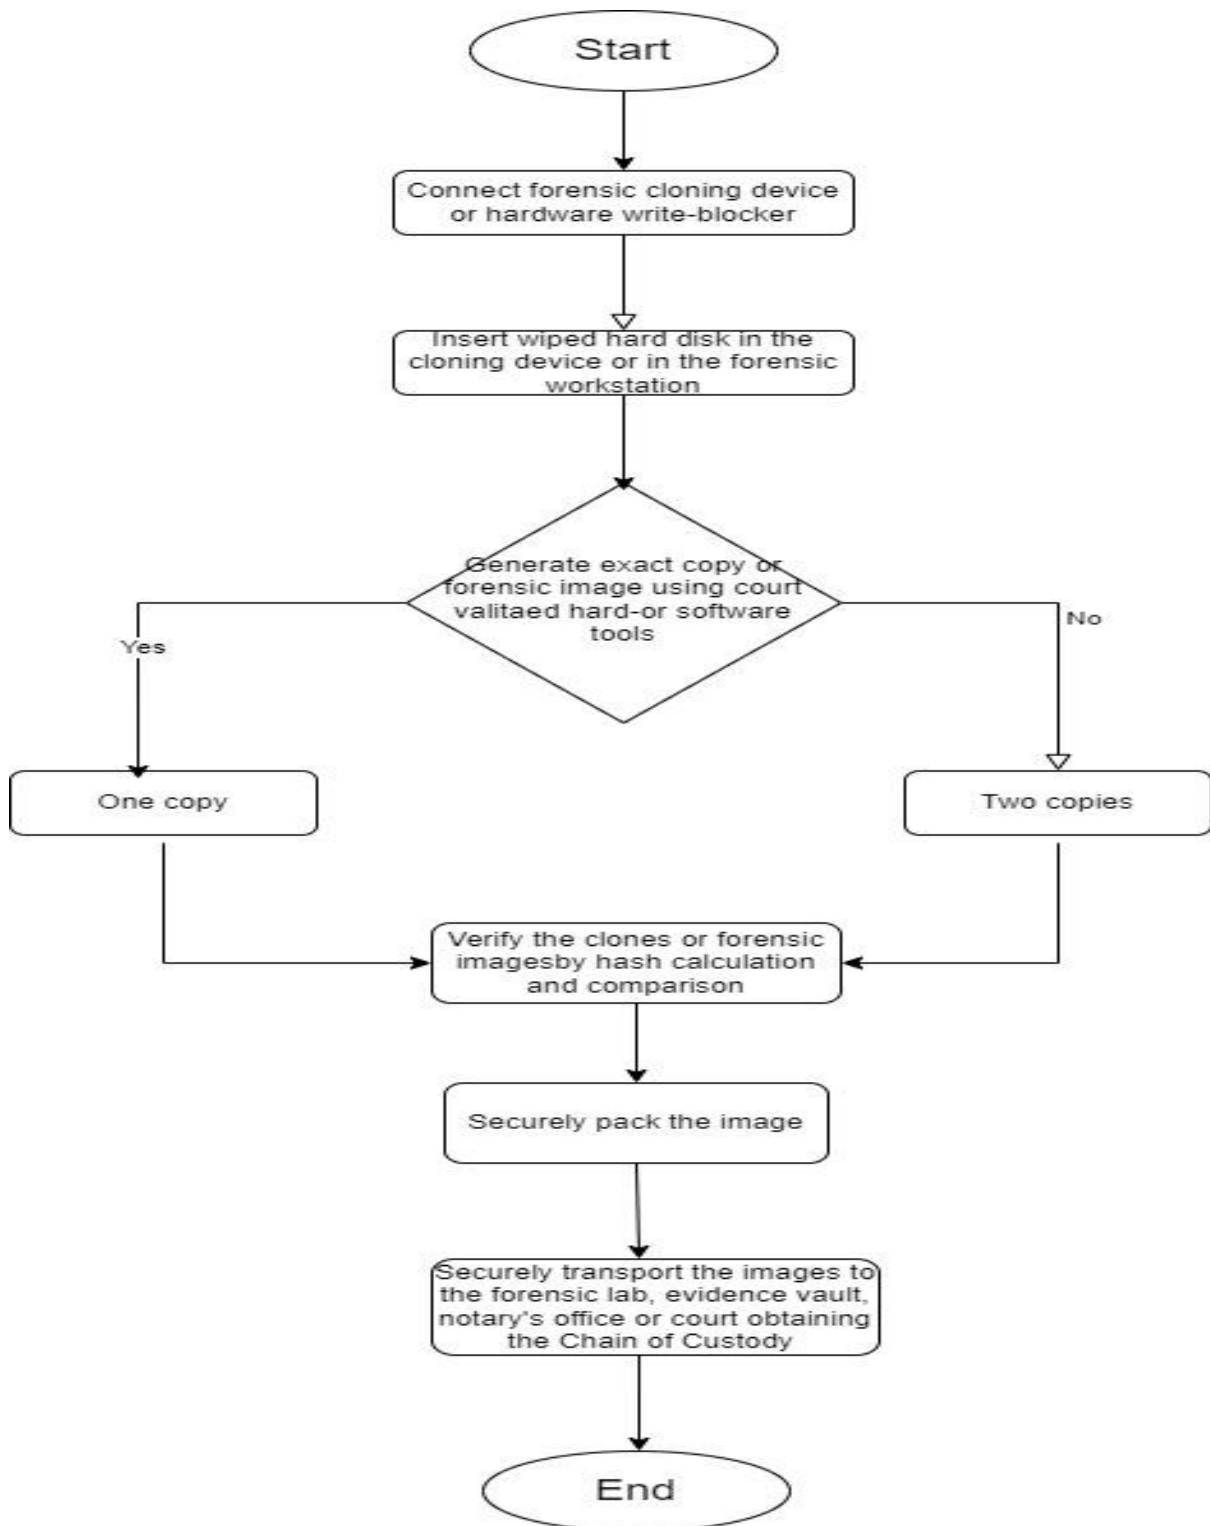 Start
Connect forensic cloning device
or hardware write-blocker
Insert wiped hard disk in the
cloning device or in the forensic
workstation
Generate exact copy or
forensic image using court
valitaed hard-or software
tools
Yes
No
One copy
Two copies
Verify the clones or forensic
imagesby hash calculation
and comparison
Securely pack the image
Securely transport the images to
the forensic lab, evidence vault,
notary's office or court obtaining
the Chain of Custody
End